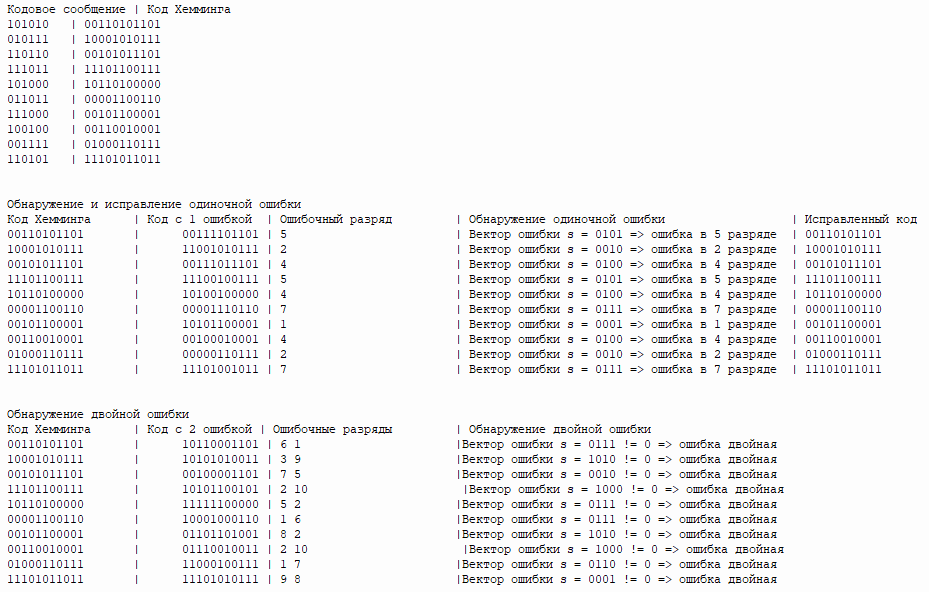 Кодовое сообщение | Код Хемминга
101010 | 00110101101
010111 | 10001010111
110110 | 00101011101
111011 | 11101100111
101000 | 10110100000
011011 | 00001100110
111000 | 00101100001
100100 | 00110010001
001111 | 01000110111
110101 | 11101011011
Обнаружение и исправление одиночной ошибки
Код Хемминга | Код с 1 ошибкой | Ошибочный разряд | Обнаружение одиночной ошибки | Исправленный код
00110101101 | 00111101101 | 5 | Вектор ошибки s = 0101 => ошибка в 5 разряде | 00110101101
10001010111 | 11001010111 | 2 | Вектор ошибки s = 0010 => ошибка в 2 разряде | 10001010111
00101011101 | 00111011101 | 4 | Вектор ошибки s = 0100 => ошибка в 4 разряде | 00101011101
11101100111 | 11100100111 | 5 | Вектор ошибки s = 0101 => ошибка в 5 разряде | 11101100111
10110100000 | 10100100000 | 4 | Вектор ошибки s = 0100 => ошибка в 4 разряде | 10110100000
00001100110 | 00001110110 | 7 | Вектор ошибки s = 0111 => ошибка в 7 разряде | 00001100110
00101100001 | 10101100001 | 1 | Вектор ошибки s = 0001 => ошибка в 1 разряде | 00101100001
00110010001 | 00100010001 | 4 | Вектор ошибки s = 0100 => ошибка в 4 разряде | 00110010001
01000110111 | 00000110111 | 2 | Вектор ошибки s = 0010 => ошибка в 2 разряде | 01000110111
11101011011 | 11101001011 | 7 | Вектор ошибки s = 0111 => ошибка в 7 разряде | 11101011011
Обнаружение двойной ошибки
Код Хемминга | Код с 2 ошибкой | Ошибочные разряды | Обнаружение двойной ошибки
00110101101 | 10110001101 | 6 1 |Вектор ошибки s = 0111 != 0 => ошибка двойная
10001010111 | 10101010011 | 3 9 |Вектор ошибки s = 1010 != 0 => ошибка двойная
00101011101 | 00100001101 | 7 5 |Вектор ошибки s = 0010 != 0 => ошибка двойная
11101100111 | 10101100101 | 2 10 |Вектор ошибки s = 1000 != 0 => ошибка двойная
10110100000 | 11111100000 | 5 2 |Вектор ошибки s = 0111 != 0 => ошибка двойная
00001100110 | 10001000110 | 1 6 |Вектор ошибки s = 0111 != 0 => ошибка двойная
00101100001 | 01101101001 | 8 2 |Вектор ошибки s = 1010 != 0 => ошибка двойная
00110010001 | 01110010011 | 2 10 |Вектор ошибки s = 1000 != 0 => ошибка двойная
01000110111 | 11000100111 | 1 7 |Вектор ошибки s = 0110 != 0 => ошибка двойная
11101011011 | 11101010111 | 9 8 |Вектор ошибки s = 0001 != 0 => ошибка двойная